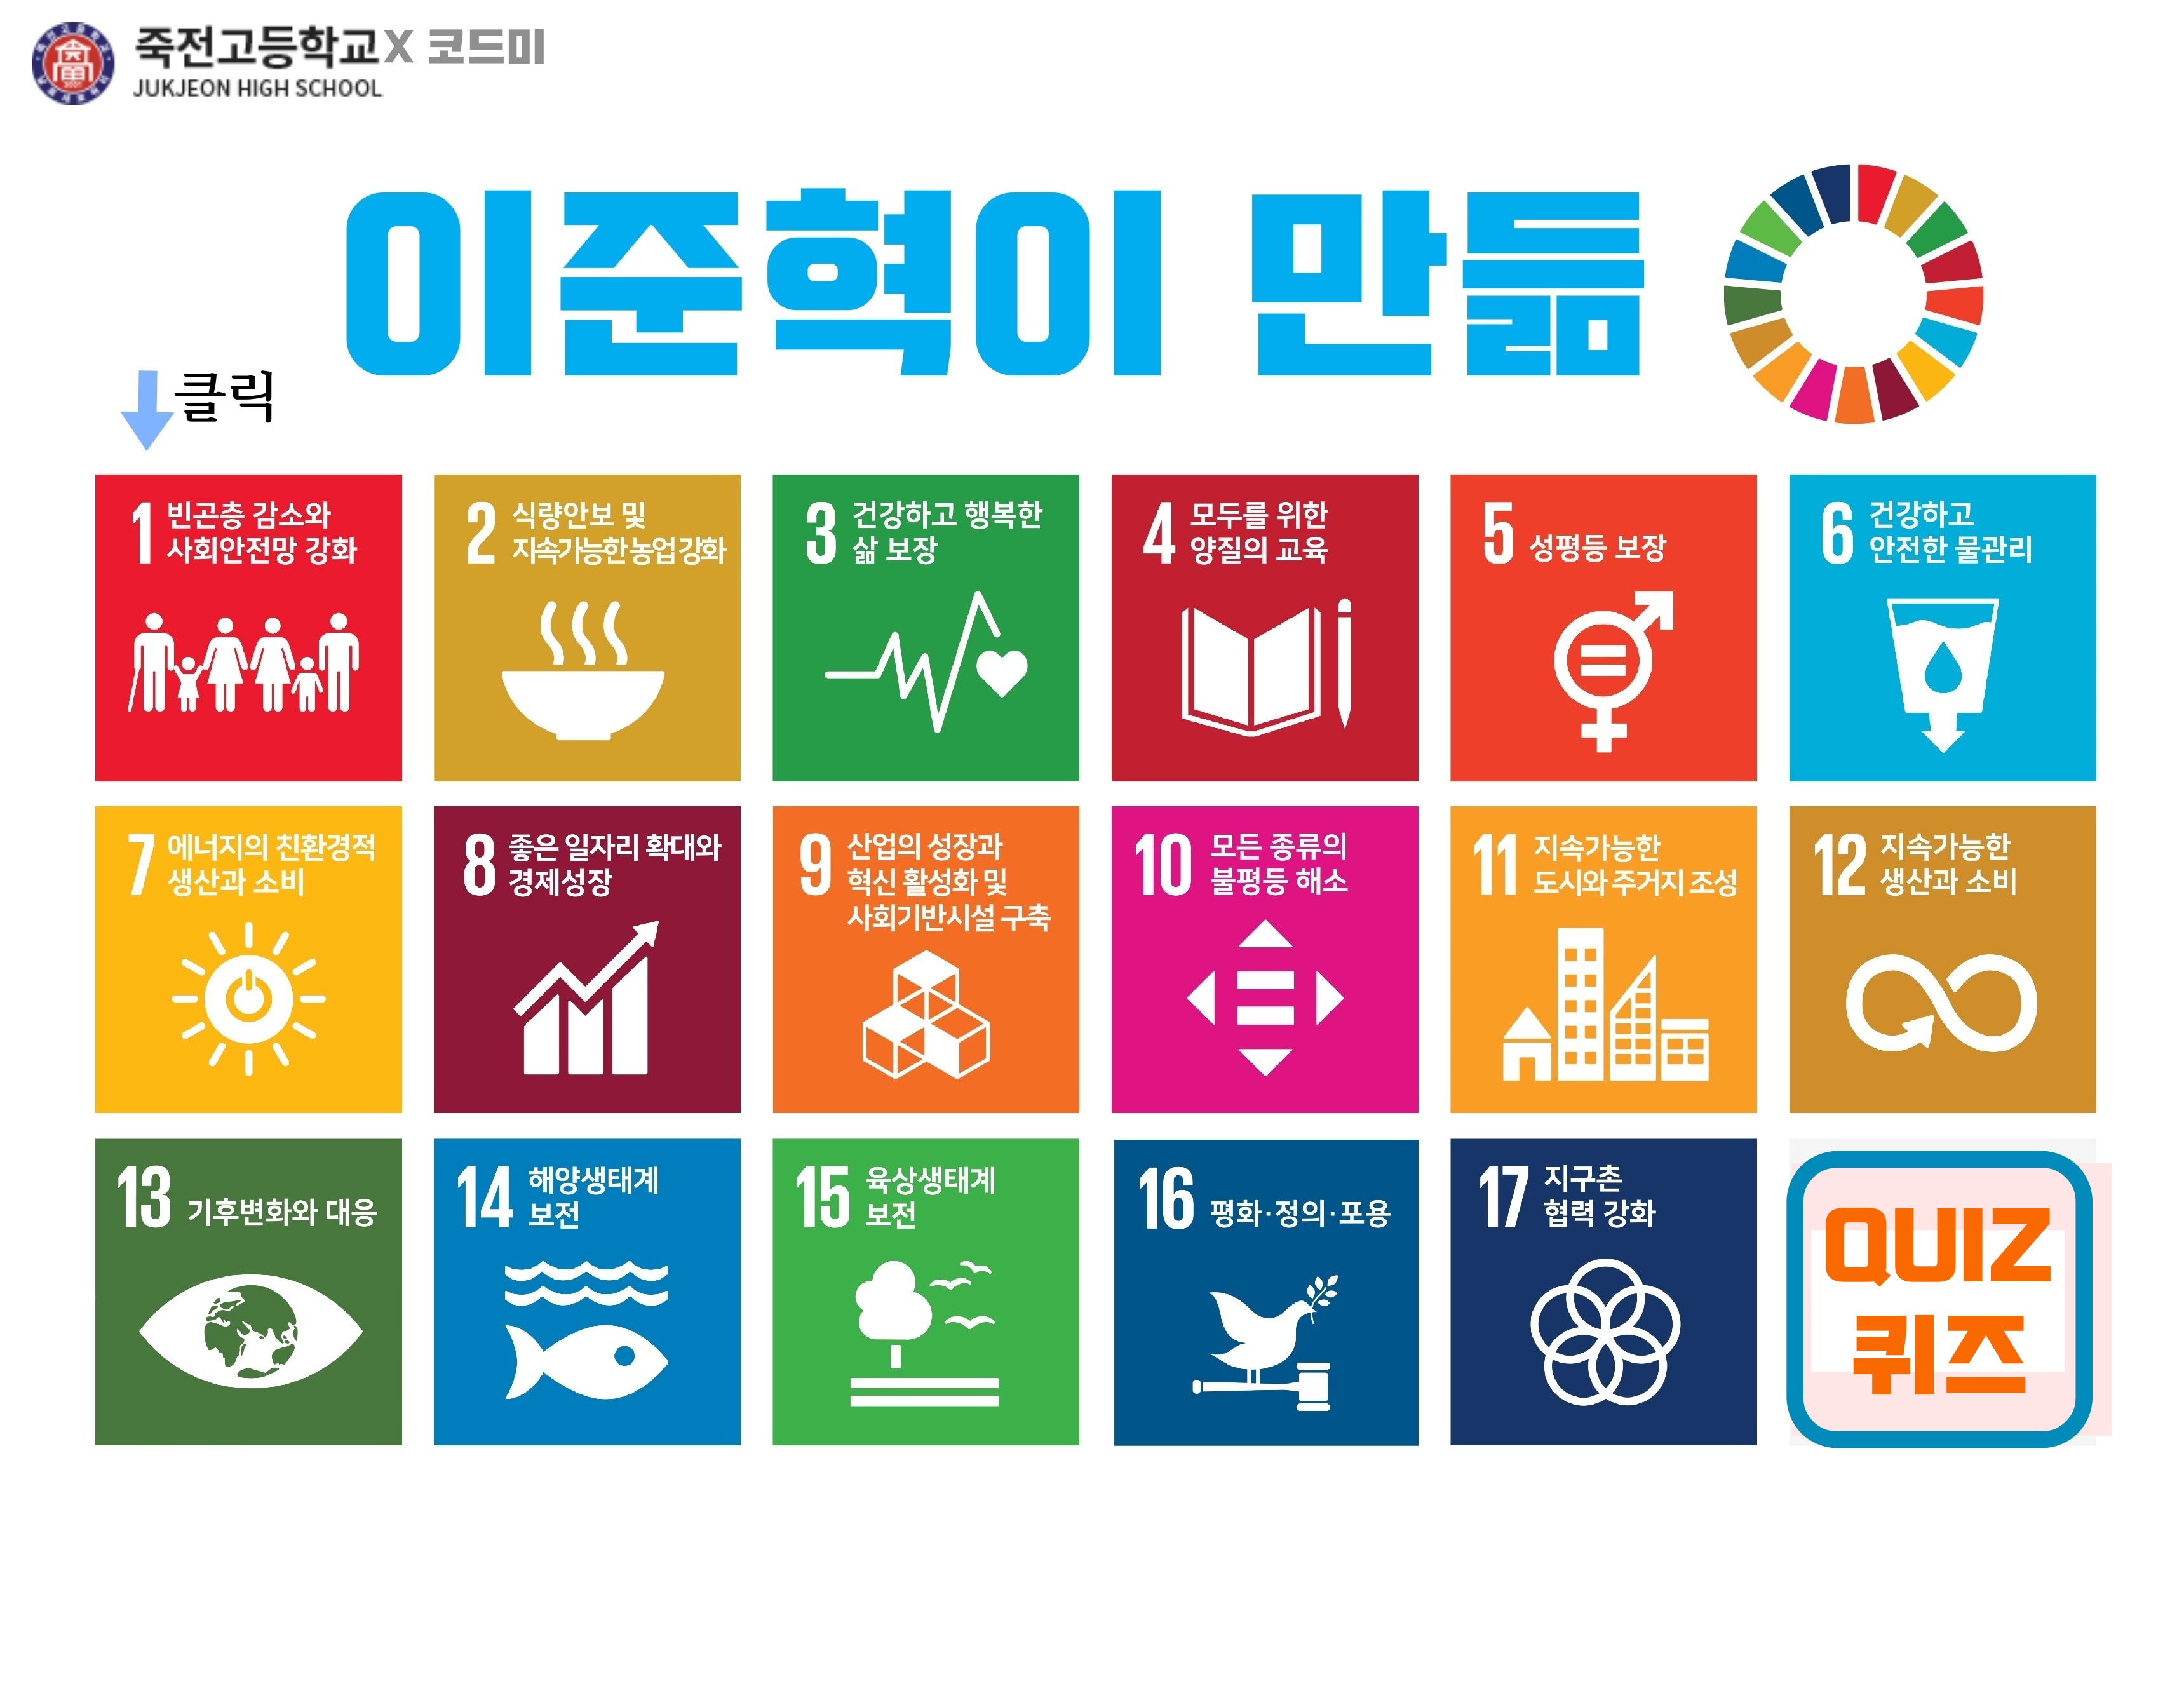 죽전고등학교 X 코드미
JUKJEON HIGH SCHOOL
이준혁이 만듦
클릭
1 빈곤층 감소와
사회안전망 강화
2 식량안보 및
지속가능한 농업 강화
3 건강하고 행복한
삶 보장
4 모두를 위한
양질의 교육
5 성평등 보장
6 건강하고
안전한 물관리
7 에너지의 친환경적
생산과 소비
8 좋은 일자리 확대와
경제성장
9 산업의 성장과
혁신 활성화 및
사회기반시설 구축
10 모든 종류의
불평등 해소
11 지속가능한
도시와 주거지 조성
12 지속가능한
생산과 소비
13 기후변화와 대응
14 해양생태계
보전
15 육상생태계
보전
16 평화·정의·포용
17 지구촌
협력 강화
QUIZ
퀴즈